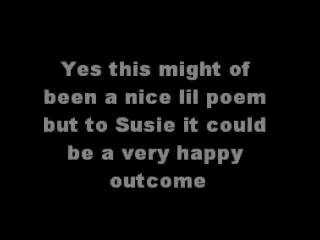 Yes this might of
been a nice lil poem
but to Susie it could
be a very happy
outcome